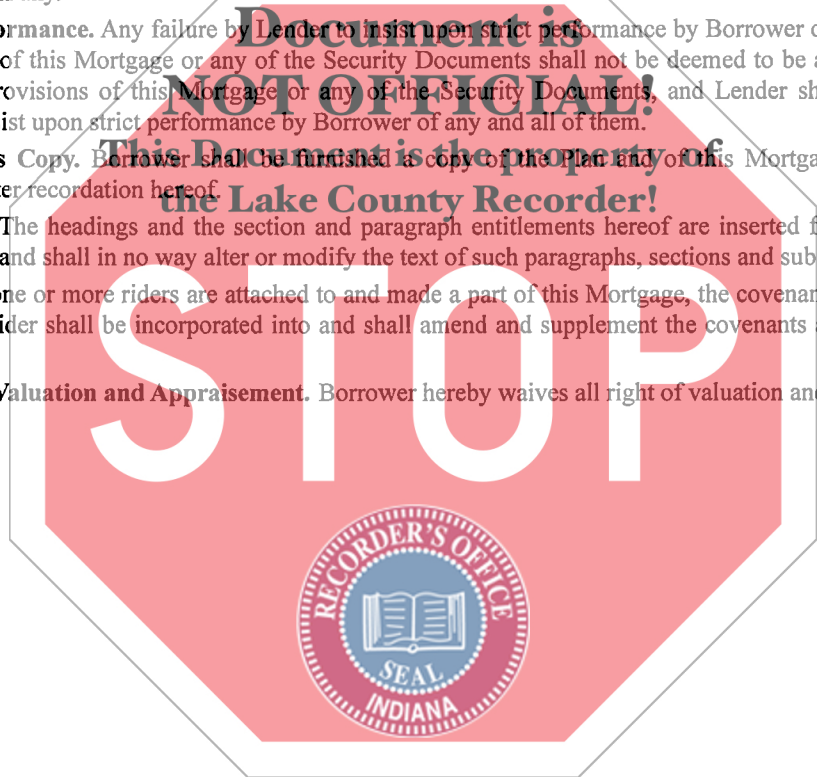 any.
ormance. Any failure by Lender to insist upon strict performance by Borrower
of this Mortgage or any of the Security Documents shall not be deemed to be a
rovisions of this Mortgage or any of the Security Documents, and Lender sh
ist upon strict performance by Borrower of any and all of them.
s Copy. Borrower shall be furnished a copy of the Plan and of this Mortga
er recordation hereof.
The headings and the section and paragraph entitlements hereof are inserted f
and shall in no way alter or modify the text of such paragraphs, sections and sub
one or more riders are attached to and made a part of this Mortgage, the covenan
ider shall be incorporated into and shall amend and supplement the covenants a
Valuation and Appraisement. Borrower hereby waives all right of valuation and
Document is
NOT OFFICIAL!
This Document is the property of
the Lake County Recorder!
STOP
RECORDER'S OFFICE
SEAL
INDIANA